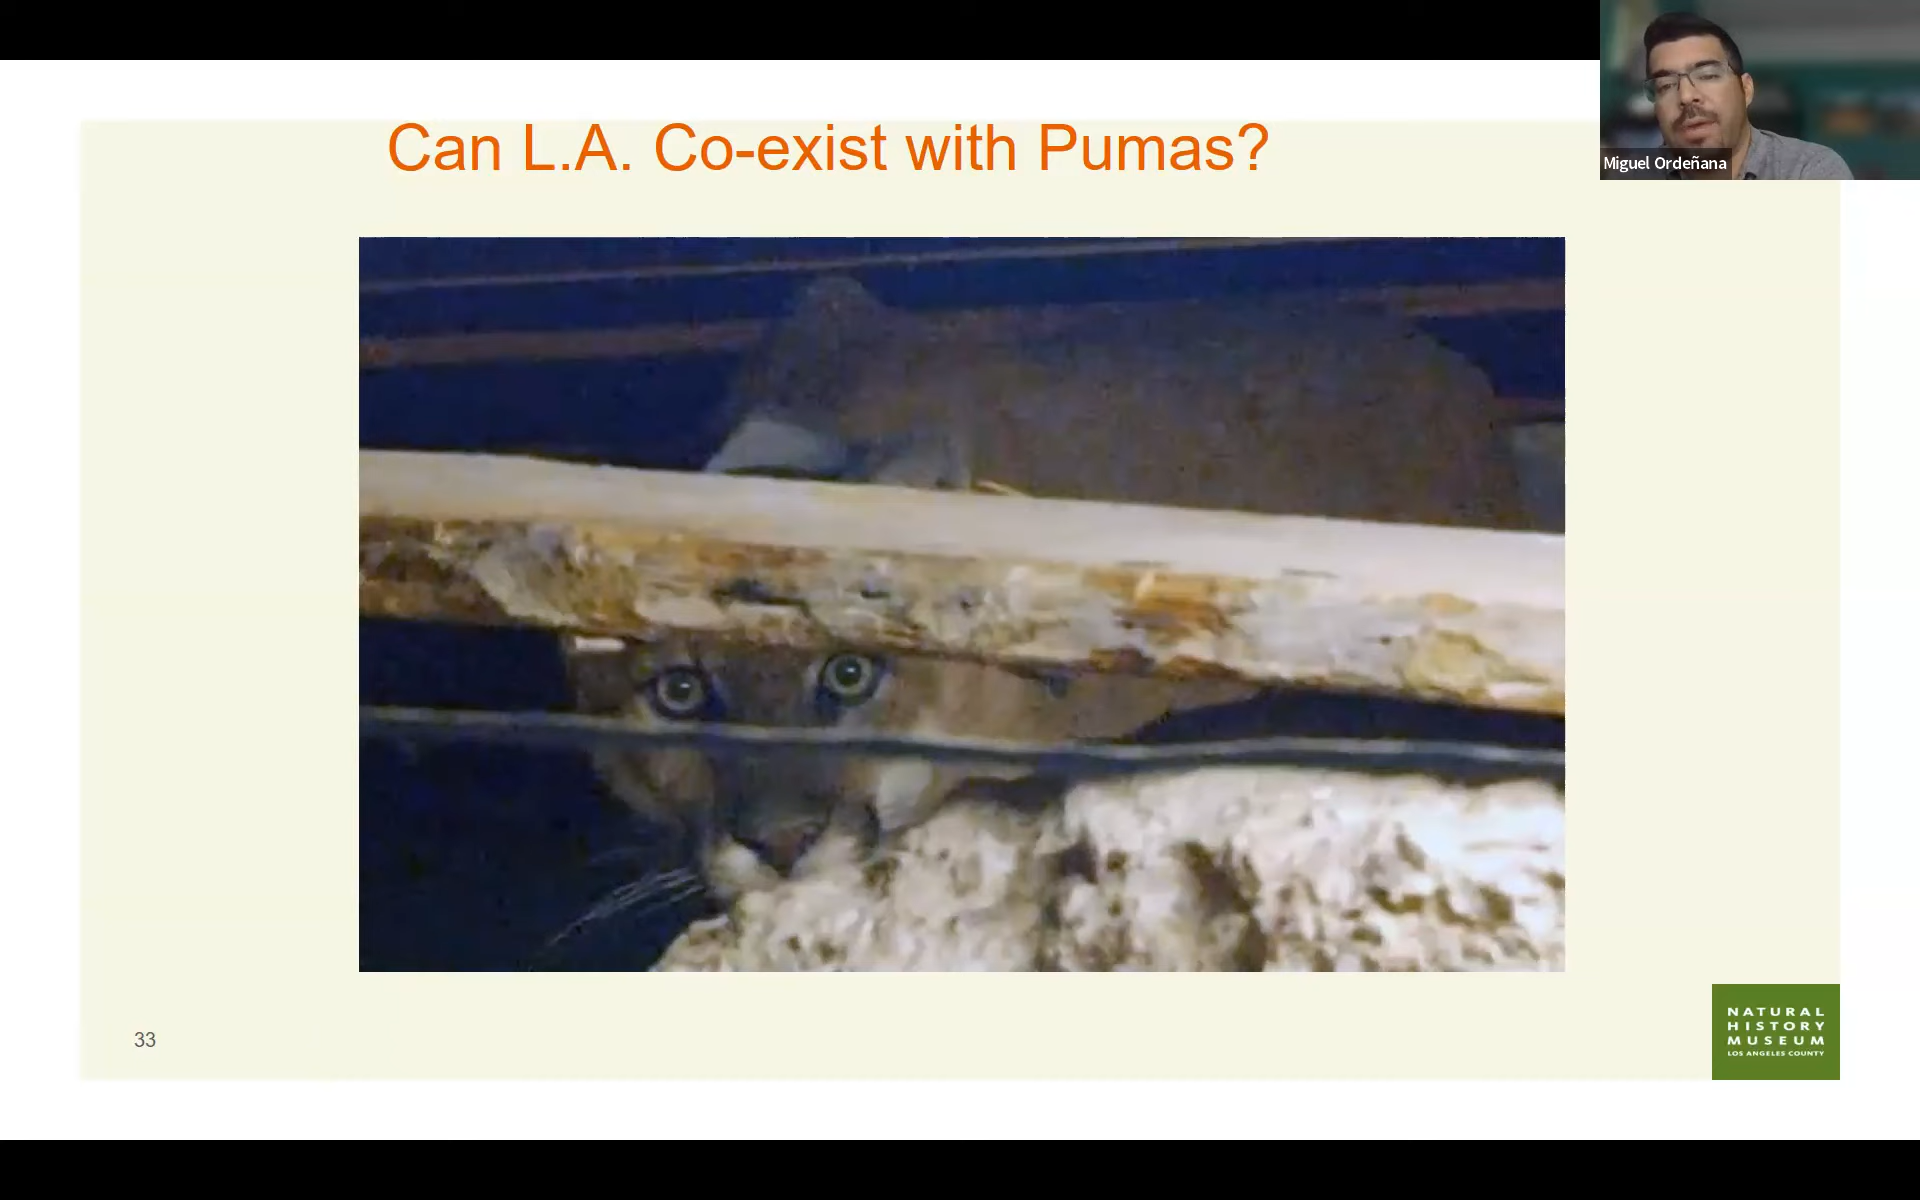 Can L.A. Co-exist with Pumas?
Miguel Ordeñana
33
NATURAL
HISTORY
MUSEUM
LOS ANGELES COUNTY